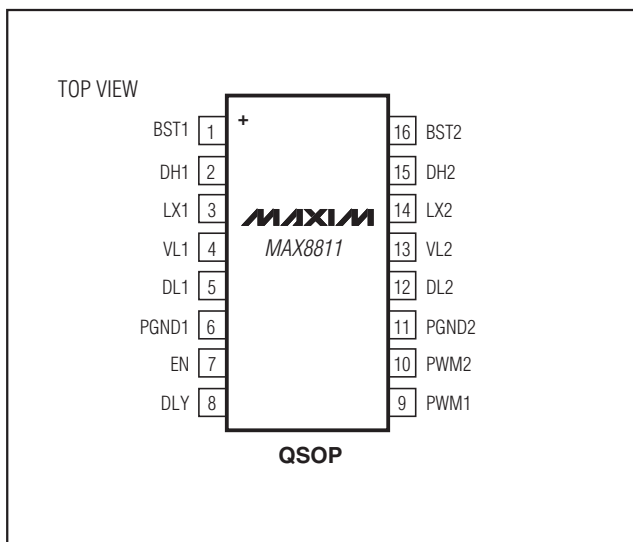 TOP VIEW
BST1 1 + 16 BST2
DH1 2 15 DH2
LX1 3 MAXIM 14 LX2
VL1 4 MAX8811 13 VL2
DL1 5 12 DL2
PGND1 6 11 PGND2
EN 7 10 PWM2
DLY 8 9 PWM1
QSOP